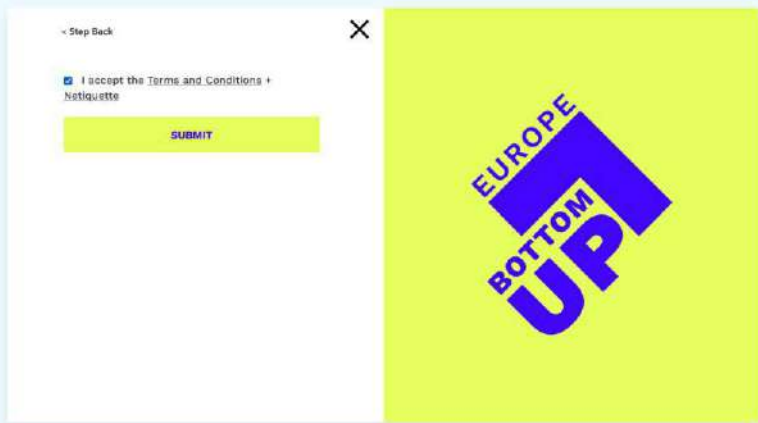 < Step Back
I accept the Terms and Conditions +
Netiquette
SUBMIT
EUROPE
BOTTOM
UP